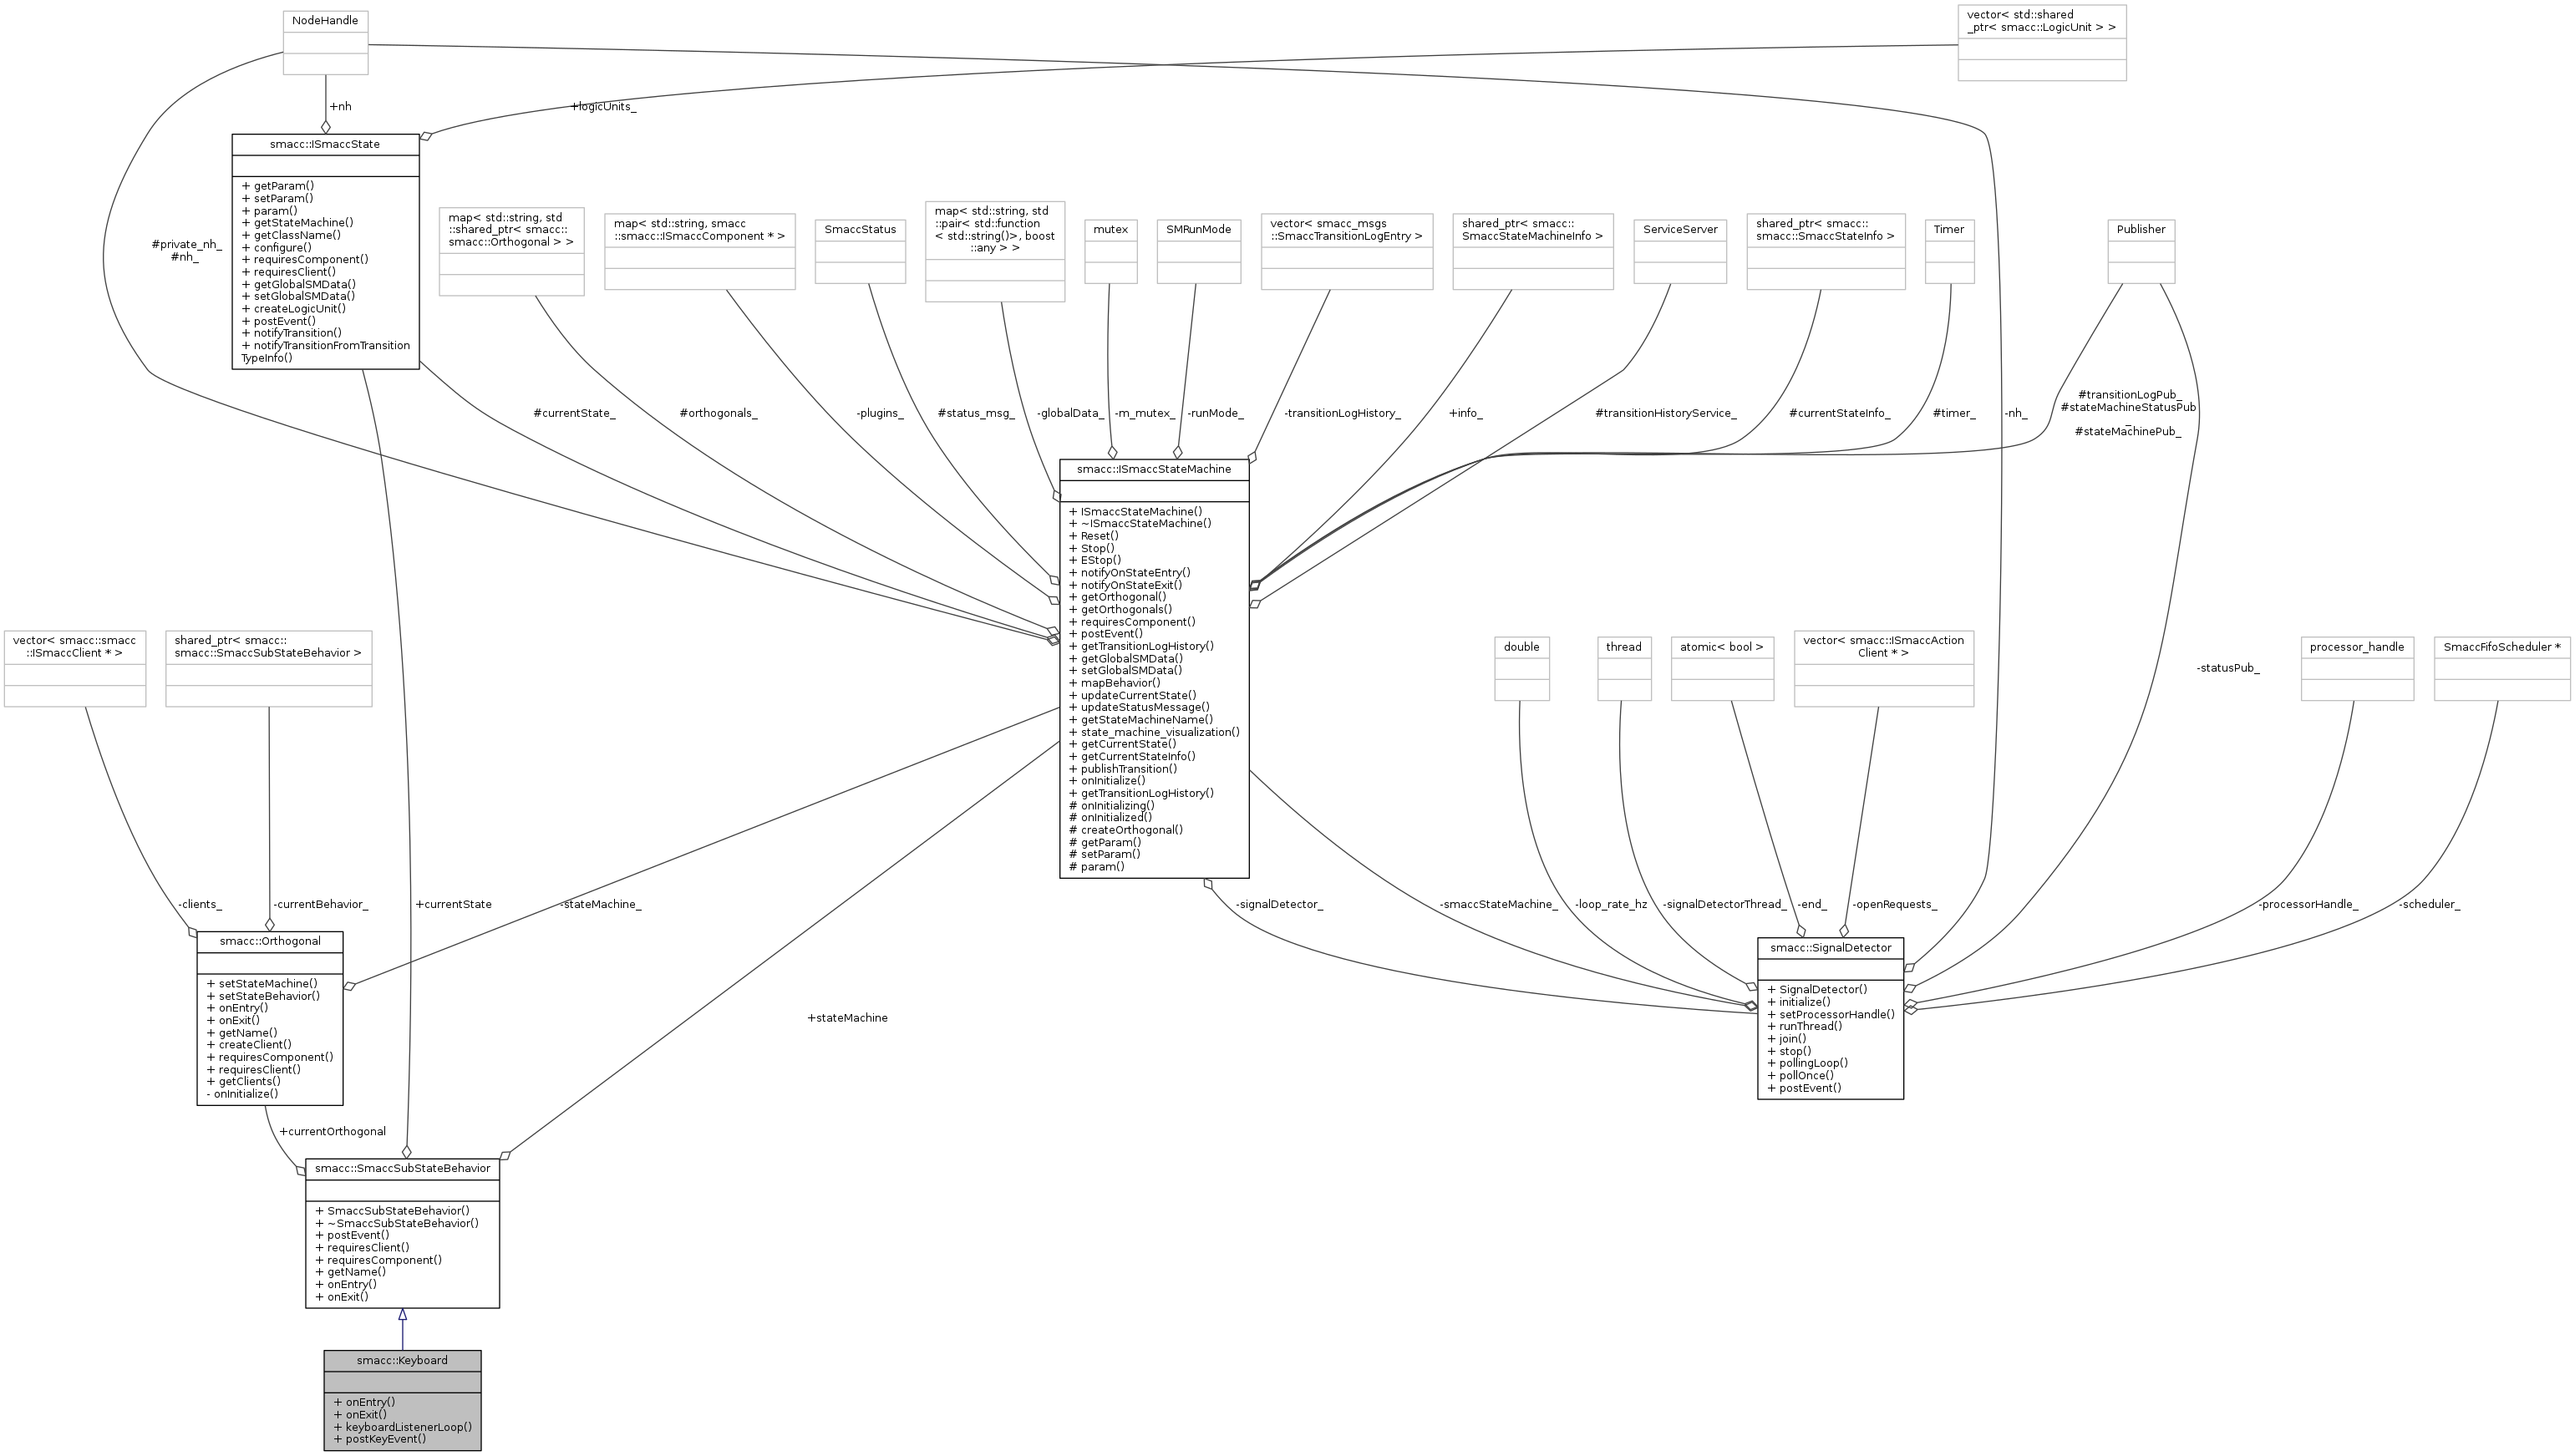 NodeHandle
vector< std::shared
_ptr< smacc::LogicUnit > >
+nh
+logicUnits_
smacc::ISmaccState
+ getParam()
+ setParam()
+ param()
+ getStateMachine()
+ getClassName()
+ configure()
+ requiresComponent()
+ requiresClient()
+ getGlobalSMData()
+ setGlobalSMData()
+ createLogicUnit()
+ postEvent()
+ notifyTransition()
+ notifyTransitionFromTransition
TypeInfo()
#private_nh_
#nh_
map< std::string, std
::shared_ptr< smacc::
smacc::Orthogonal > >
map< std::string, smacc
::smacc::ISmaccComponent * >
SmaccStatus
map< std::string, std
::pair< std::function
< std::string()>, boost
::any > >
mutex
SMRunMode
vector< smacc_msgs
::SmaccTransitionLogEntry >
shared_ptr< smacc::
SmaccStateMachineInfo >
ServiceServer
shared_ptr< smacc::
smacc::SmaccStateInfo >
Timer
Publisher
#currentState_
#orthogonals_
-plugins_
#status_msg_
-globalData_
-m_mutex_
-runMode_
-transitionLogHistory_
+info_
#transitionHistoryService_
#currentStateInfo_
#timer_
-nh_
#transitionLogPub_
#stateMachineStatusPub
_
#stateMachinePub_
smacc::ISmaccStateMachine
+ ISmaccStateMachine()
+ ~ISmaccStateMachine()
+ Reset()
+ Stop()
+ EStop()
+ notifyOnStateEntry()
+ notifyOnStateExit()
+ getOrthogonal()
+ getOrthogonals()
+ requiresComponent()
+ postEvent()
+ getTransitionLogHistory()
+ getGlobalSMData()
+ setGlobalSMData()
+ mapBehavior()
+ updateCurrentState()
+ updateStatusMessage()
+ getStateMachineName()
+ state_machine_visualization()
+ getCurrentState()
+ getCurrentStateInfo()
+ publishTransition()
+ onInitialize()
+ getTransitionLogHistory()
# onInitializing()
# onInitialized()
# createOrthogonal()
# getParam()
# setParam()
# param()
vector< smacc::smacc
::ISmaccClient * >
shared_ptr< smacc::
smacc::SmaccSubStateBehavior >
double
thread
atomic< bool >
vector< smacc::ISmaccAction
Client * >
-statusPub_
processor_handle
SmaccFifoScheduler *
-clients_
-currentBehavior_
+currentState
-stateMachine_
-signalDetector_
-smaccStateMachine_
-loop_rate_hz
-signalDetectorThread_
-end_
-openRequests_
-processorHandle_
-scheduler_
smacc::Orthogonal
+ setStateMachine()
+ setStateBehavior()
+ onEntry()
+ onExit()
+ getName()
+ createClient()
+ requiresComponent()
+ requiresClient()
+ getClients()
- onInitialize()
smacc::SignalDetector
+ SignalDetector()
+ initialize()
+ setProcessorHandle()
+ runThread()
+ join()
+ stop()
+ pollingLoop()
+ pollOnce()
+ postEvent()
+stateMachine
+currentOrthogonal
smacc::SmaccSubStateBehavior
+ SmaccSubStateBehavior()
+ ~SmaccSubStateBehavior()
+ postEvent()
+ requiresClient()
+ requiresComponent()
+ getName()
+ onEntry()
+ onExit()
smacc::Keyboard
+ onEntry()
+ onExit()
+ keyboardListenerLoop()
+ postKeyEvent()